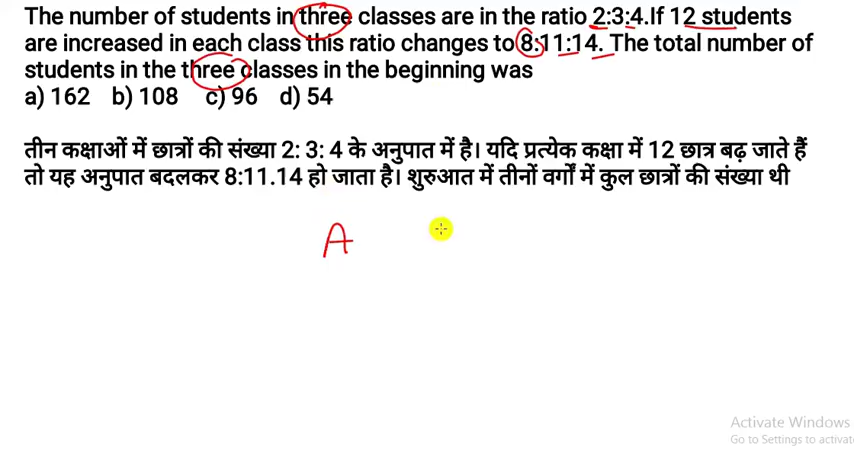 The number of students in three classes are in the ratio 2:3:4.If 12 students
are increased in each class this ratio changes to 8:11:14. The total number of
students in the three classes in the beginning was
a) 162 b) 108 c) 96 d) 54
तीन कक्षाओं में छात्रों की संख्या 2: 3: 4 के अनुपात में है। यदि प्रत्येक कक्षा में 12 छात्र बढ़ जाते हैं
तो यह अनुपात बदलकर 8:11.14 हो जाता है। शुरुआत में तीनों वर्गों में कुल छात्रों की संख्या थी
A
Activate Windows
Go to Settings to activat